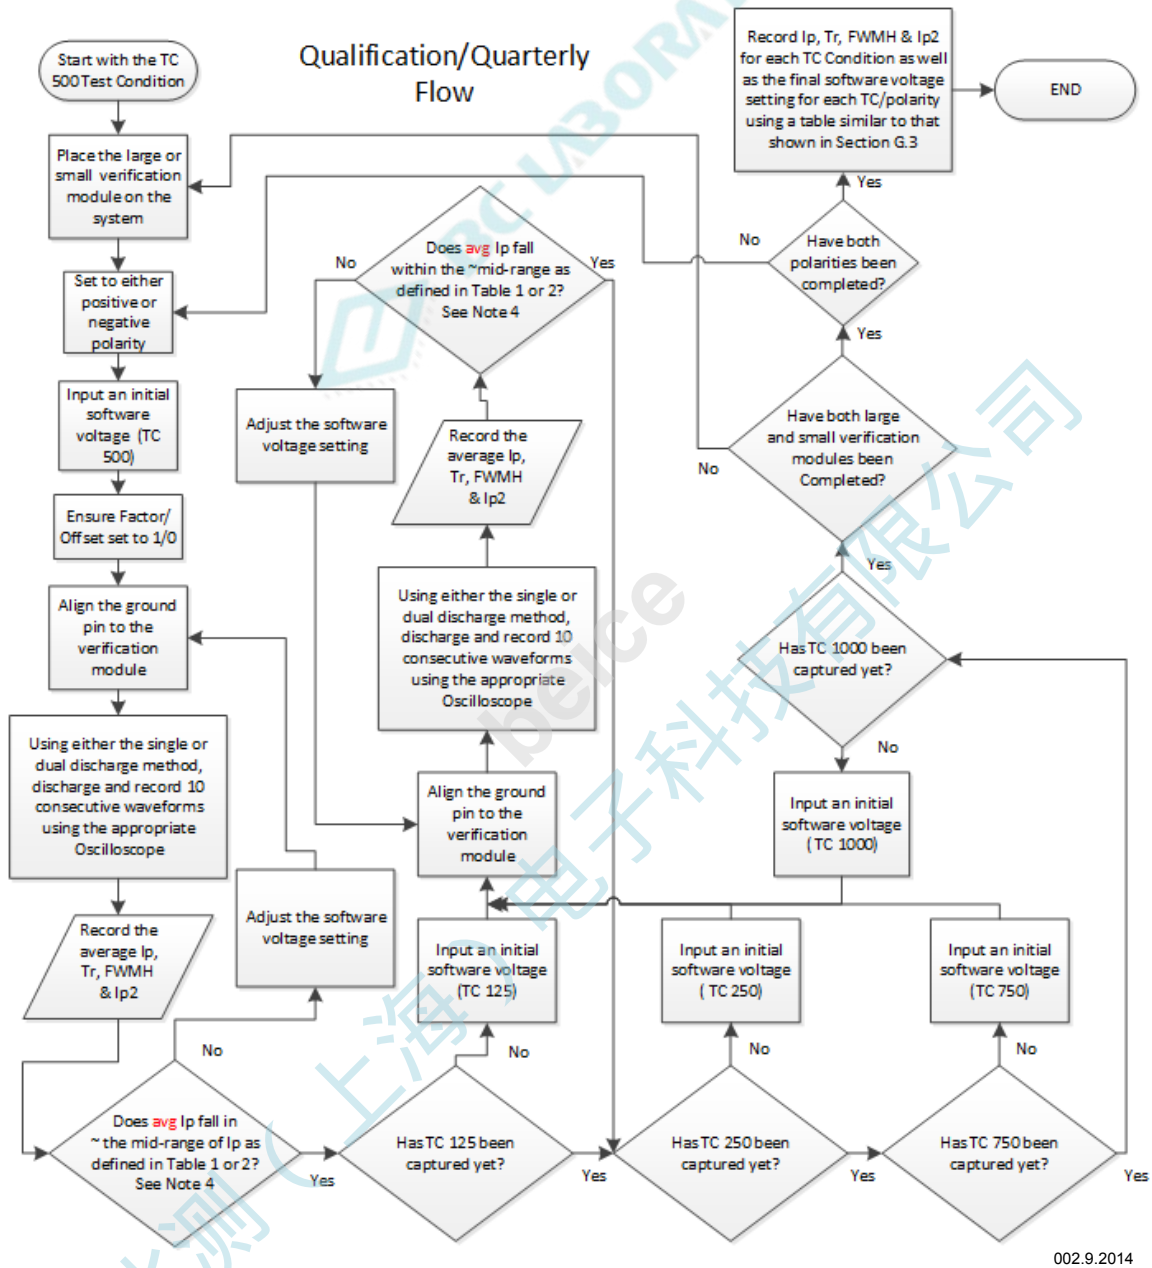 Qualification/Quarterly
Flow
Start with the TC
500 Test Condition
Place the large or
small verification
module on the
system
Set to either
positive or
negative
polarity
Input an initial
software
voltage (TC
500)
Ensure Factor/
Offset set to 1/0
Align the ground
pin to the
verification
module
Using either the single or
dual discharge method,
discharge and record 10
consecutive waveforms
using the appropriate
Oscilloscope
Record the
average Ip,
Tr, FWMH
& Ip2
Does avg Ip fall in
~ the mid-range of Ip as
defined in Table 1 or 2?
See Note 4
No
Yes
Adjust the software
voltage setting
Has TC 125 been
captured yet?
No
Yes
Input an initial
software voltage
(TC 125)
Align the ground
pin to the
verification
module
Using either the single or
dual discharge method,
discharge and record 10
consecutive waveforms
using the appropriate
Oscilloscope
Record the
average Ip,
Tr, FWMH
& Ip2
Does avg Ip fall
within the ~mid-range as
defined in Table 1 or 2?
See Note 4
No
Yes
Adjust the software
voltage setting
Has TC 250 been
captured yet?
No
Yes
Input an initial
software voltage
( TC 250)
Has TC 750 been
captured yet?
No
Yes
Input an initial
software voltage
(TC 750)
Has TC 1000 been
captured yet?
No
Yes
Input an initial
software voltage
( TC 1000)
Have both large
and small verification
modules been
Completed?
No
Yes
Have both
polarities been
completed?
No
Yes
Record Ip, Tr, FWMH & Ip2
for each TC Condition as well
as the final software voltage
setting for each TC/polarity
using a table similar to that
shown in Section G.3
END
002.9.2014
beice
测（上海）电子科技有限公司